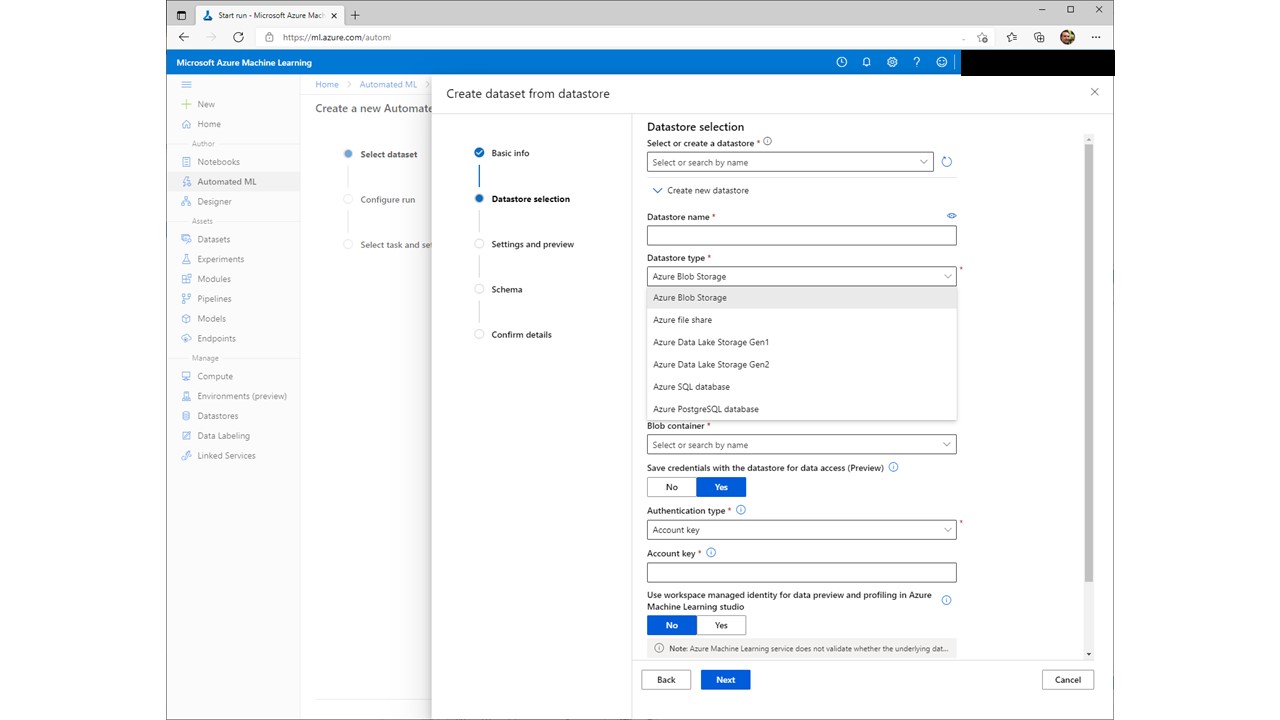 Start run - Microsoft Azure Mac
https://ml.azure.com/autom
Microsoft Azure Machine Learning
New
Home
Author
Notebooks
Automated ML
Designer
Assets
Datasets
Experiments
Modules
Pipelines
Models
Endpoints
Manage
Compute
Environments (preview)
Datastores
Data Labeling
Linked Services
Home > Automated ML >
Create a new Automate
Select dataset
Configure run
Select task and set
Create dataset from datastore
Basic info
Datastore selection
Settings and preview
Schema
Confirm details
Datastore selection
Select or create a datastore *
Select or search by name
Create new datastore
Datastore name *
Datastore type *
Azure Blob Storage
Azure Blob Storage
Azure file share
Azure Data Lake Storage Gen1
Azure Data Lake Storage Gen2
Azure SQL database
Azure PostgreSQL database
Blob container *
Select or search by name
Save credentials with the datastore for data access (Preview)
No Yes
Authentication type *
Account key
Account key *
Use workspace managed identity for data preview and profiling in Azure
Machine Learning studio
No Yes
Note: Azure Machine Learning service does not validate whether the underlying dat...
Back Next Cancel